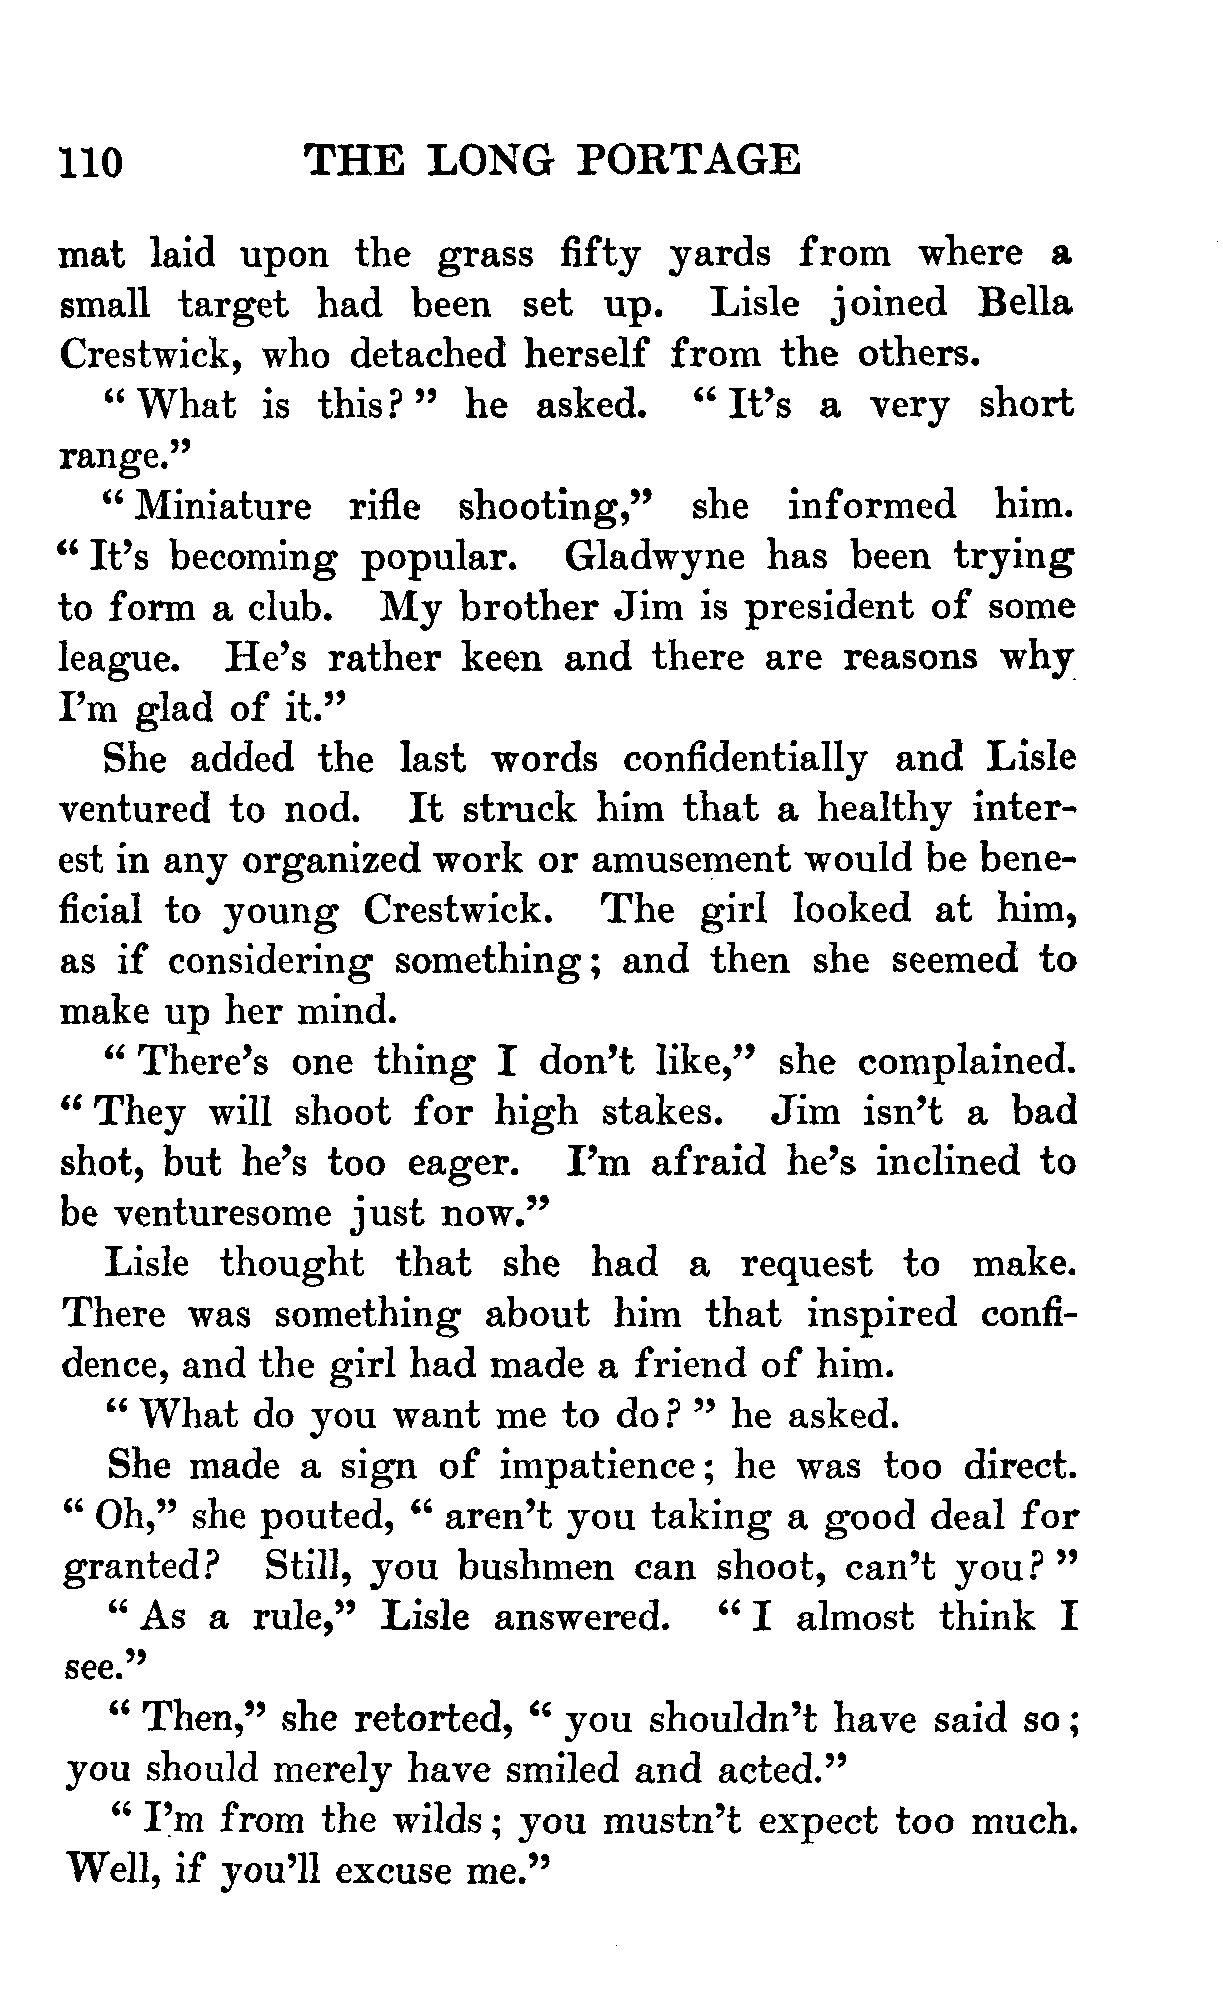 110 THE LONG PORTAGE
mat laid upon the grass fifty yards from where a
small target had been set up. Lisle joined Bella
Crestwick, who detached herself from the others.
“ What is this? ” he asked. “ It’s a very short
range.”
“ Miniature rifle shooting,” she informed him.
“ It’s becoming popular. Gladwyne has been trying
to form a club. My brother Jim is president of some
league. He’s rather keen and there are reasons why
I’m glad of it.”
She added the last words confidentially and Lisle
ventured to nod. It struck him that a healthy inter-
est in any organized work or amusement would be bene-
ficial to young Crestwick. The girl looked at him,
as if considering something; and then she seemed to
make up her mind.
“ There’s one thing I don’t like,” she complained.
“ They will shoot for high stakes. Jim isn’t a bad
shot, but he’s too eager. I’m afraid he’s inclined to
be venturesome just now.”
Lisle thought that she had a request to make.
There was something about him that inspired confi-
dence, and the girl had made a friend of him.
“ What do you want me to do? ” he asked.
She made a sign of impatience; he was too direct.
“ Oh,” she pouted, “ aren’t you taking a good deal for
granted? Still, you bushmen can shoot, can’t you? ”
“ As a rule,” Lisle answered. “ I almost think I
see.”
“ Then,” she retorted, “ you shouldn’t have said so;
you should merely have smiled and acted.”
“ I’m from the wilds; you mustn’t expect too much.
Well, if you’ll excuse me.”